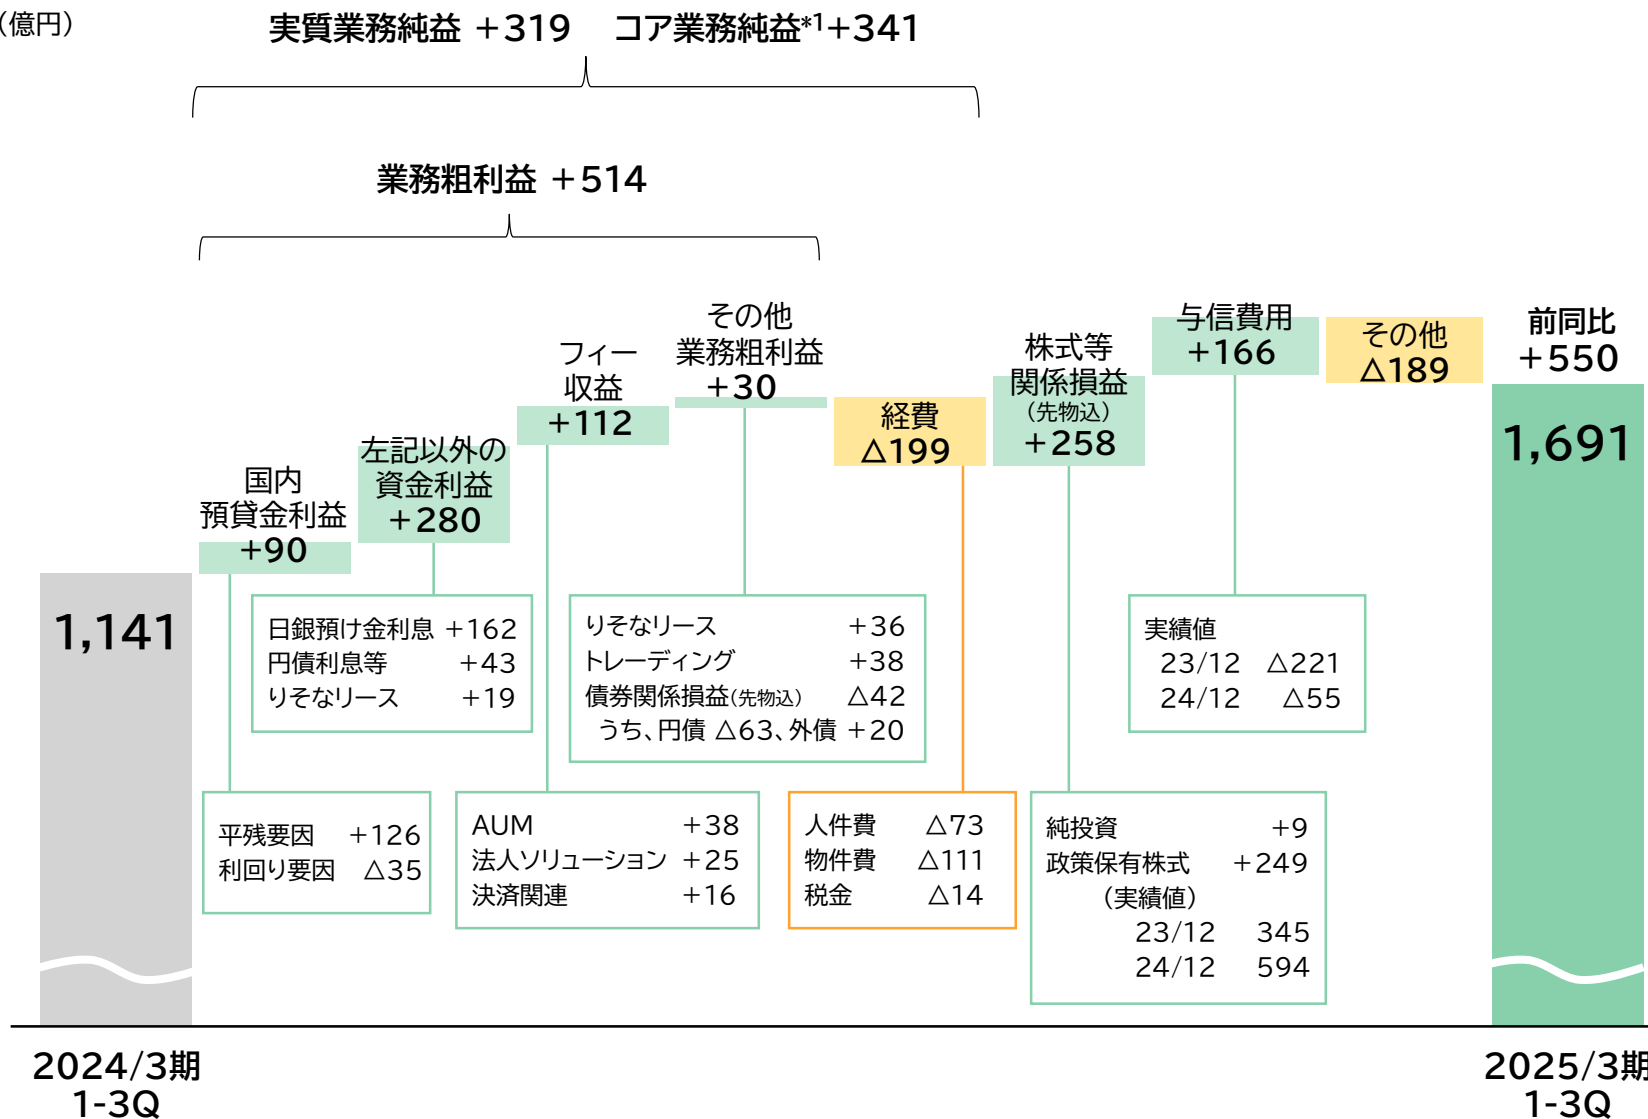 （億円）
実質業務純益 +319 コア業務純益*1+341
業務粗利益 +514
1,141
国内
預貸金利益
+90
左記以外の
資金利益
+280
フィー
収益
+112
その他
業務粗利益
+30
経費
△199
株式等
関係損益
(先物込)
+258
与信費用
+166
その他
△189
前同比
+550
1,691
日銀預け金利息 +162
円債利息等 +43
りそなリース +19
りそなリース +36
トレーディング +38
債券関係損益(先物込) △42
うち、円債 △63、外債 +20
実績値
23/12 △221
24/12 △55
平残要因 +126
利回り要因 △35
AUM +38
法人ソリューション +25
決済関連 +16
人件費 △73
物件費 △111
税金 △14
純投資 +9
政策保有株式 +249
（実績値）
23/12 345
24/12 594
2024/3期
1-3Q
2025/3期
1-3Q